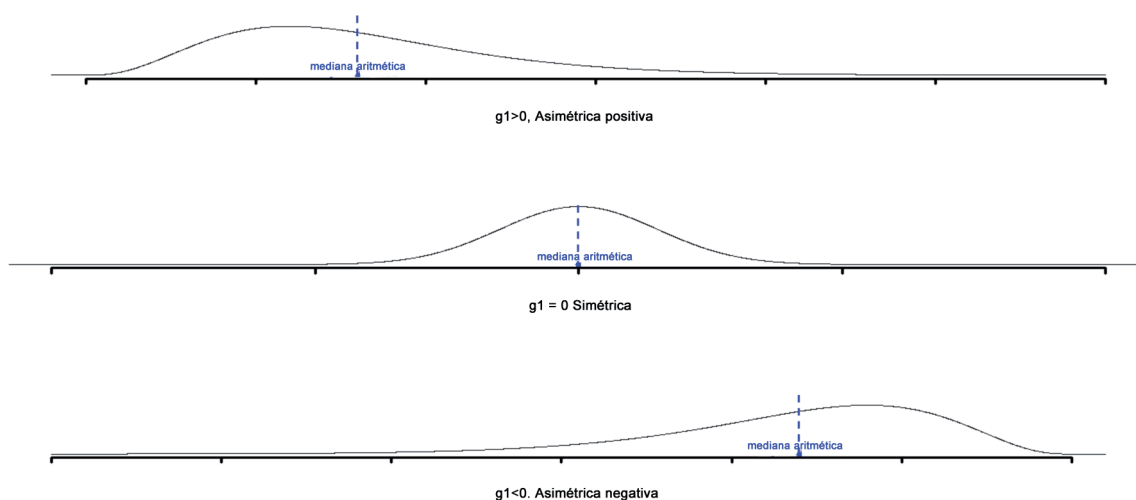 mediana aritmética
g1>0, Asimétrica positiva
mediana aritmética
g1 = 0 Simétrica
mediana aritmética
g1<0. Asimétrica negativa